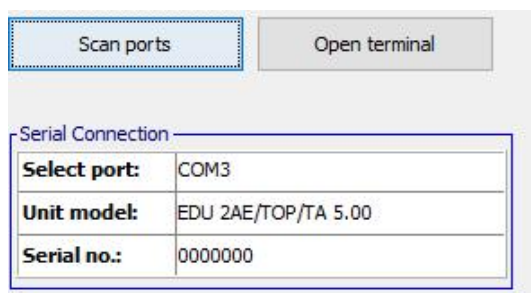 Scan ports Open terminal
Serial Connection
Select port: COM3
Unit model: EDU 2AE/TOP/TA 5.00
Serial no.: 0000000